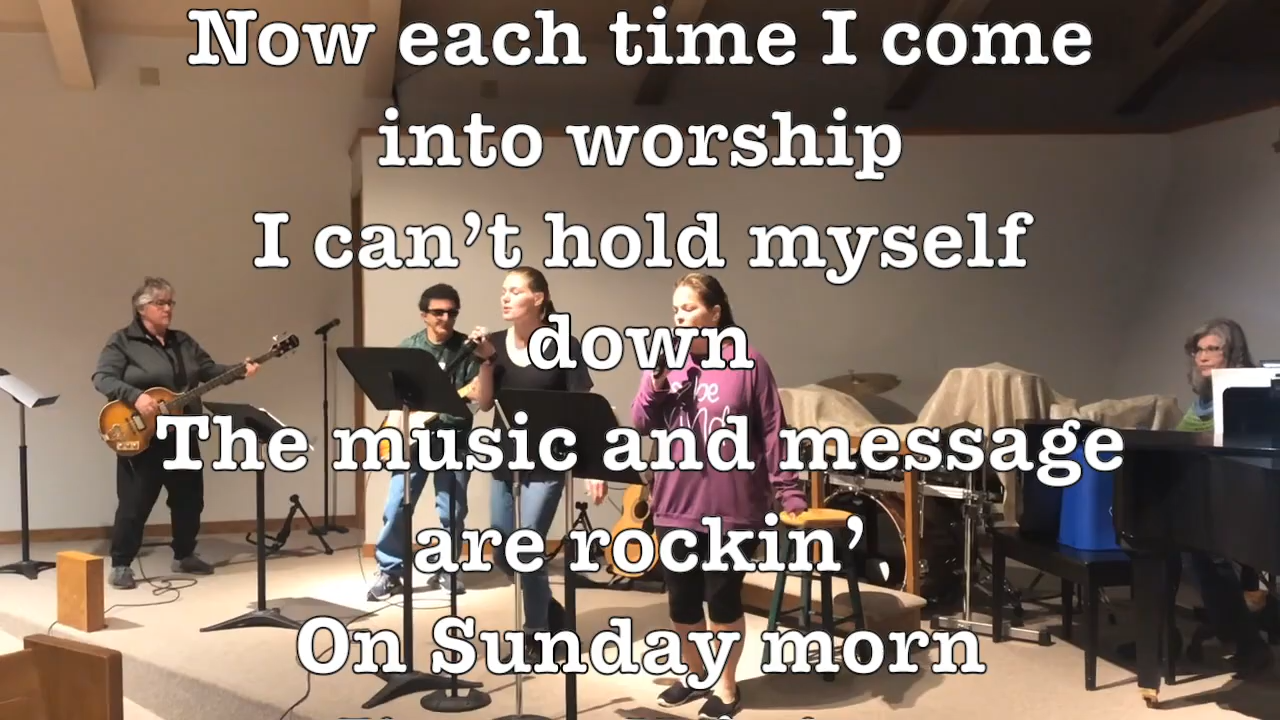 Now each time I come
into worship
I can’t hold myself
down
be
The music and message
are rockin’
On Sunday morn